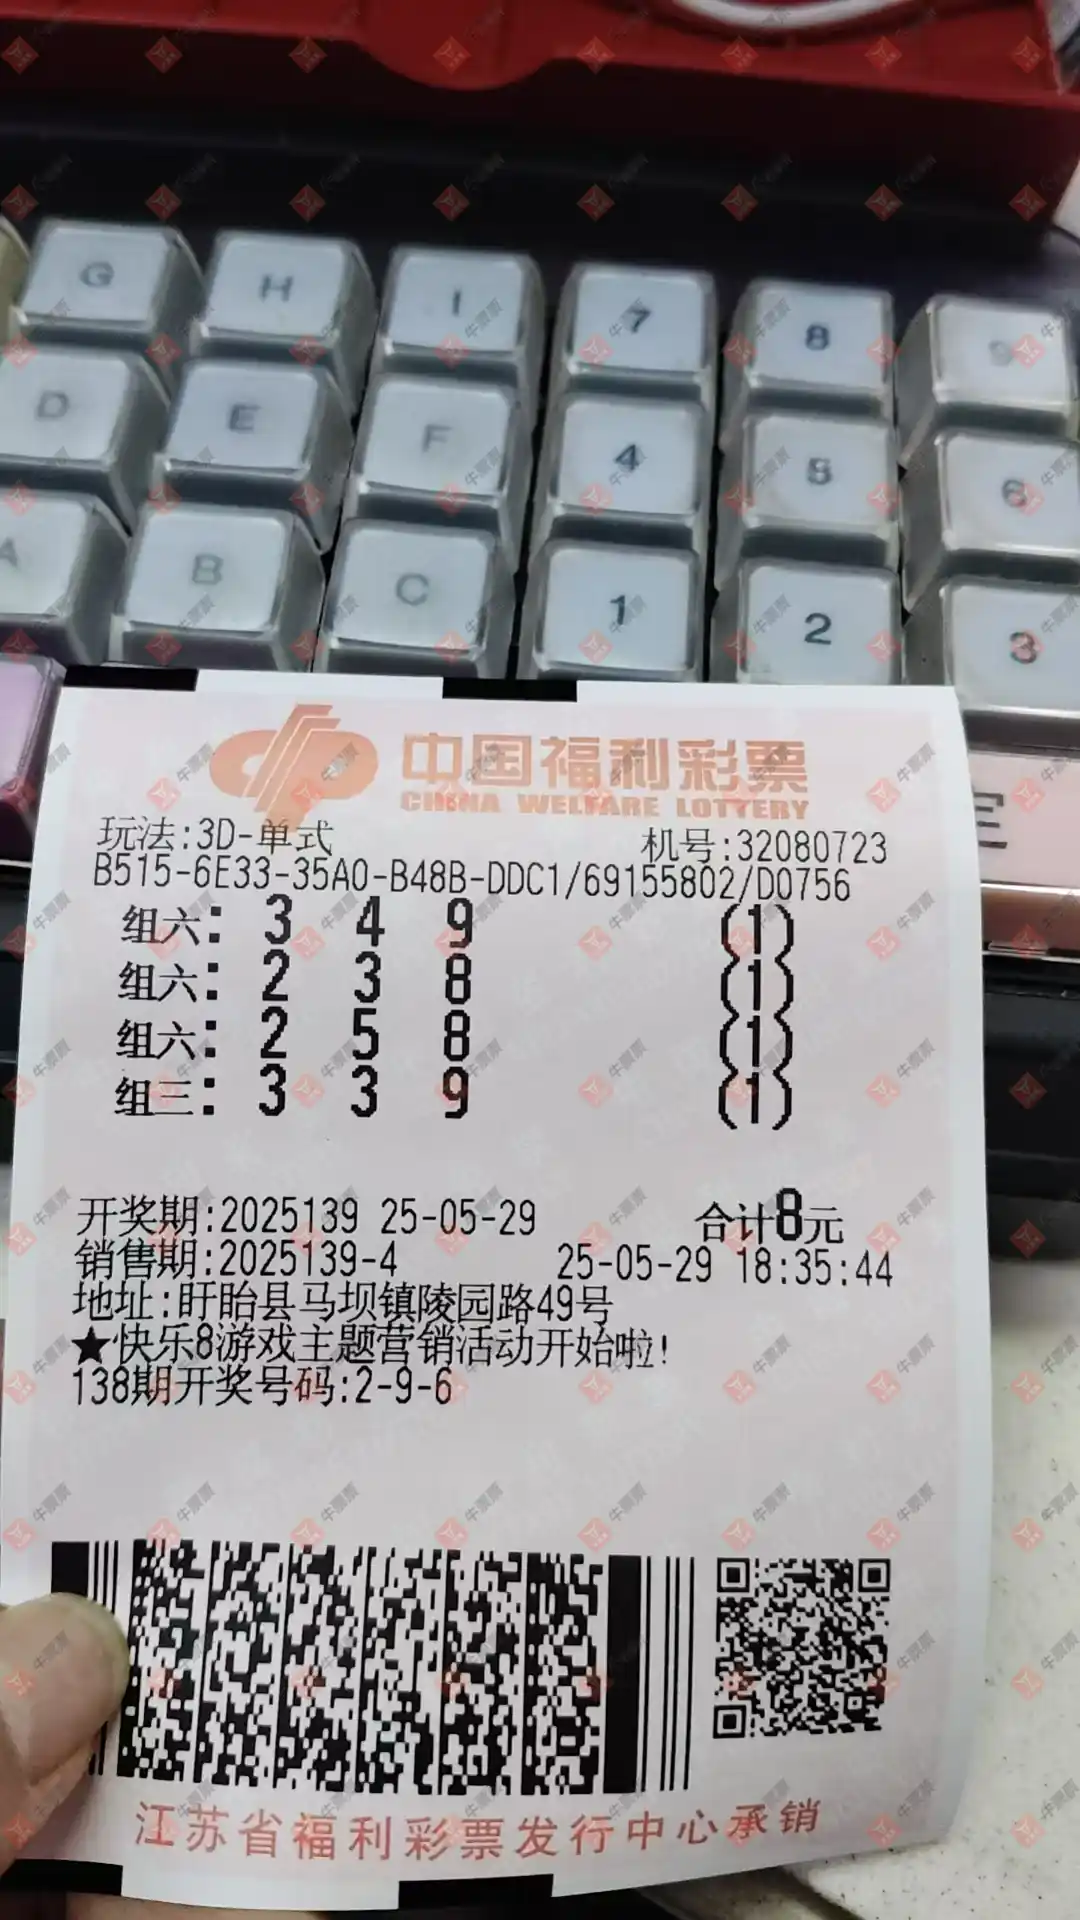 G H I 7 8 9
D E F 4 5 6
A B C 1 2 3
E
中国福利彩票
CHINA WELFARE LOTTERY
玩法:3D-单式 机号:32080723
B515-6E33-35A0-B48B-DDC1/69155802/D0756
组六: 3 4 9 (1)
组六: 2 3 8 (1)
组六: 2 5 8 (1)
组三: 3 3 9 (1)
开奖期:2025139 25-05-29 合计8元
销售期:2025139-4 25-05-29 18:35:44
地址:盱眙县马坝镇陵园路49号
★快乐8游戏主题营销活动开始啦!
138期开奖号码:2-9-6
江苏省福利彩票发行中心承销
牛票票